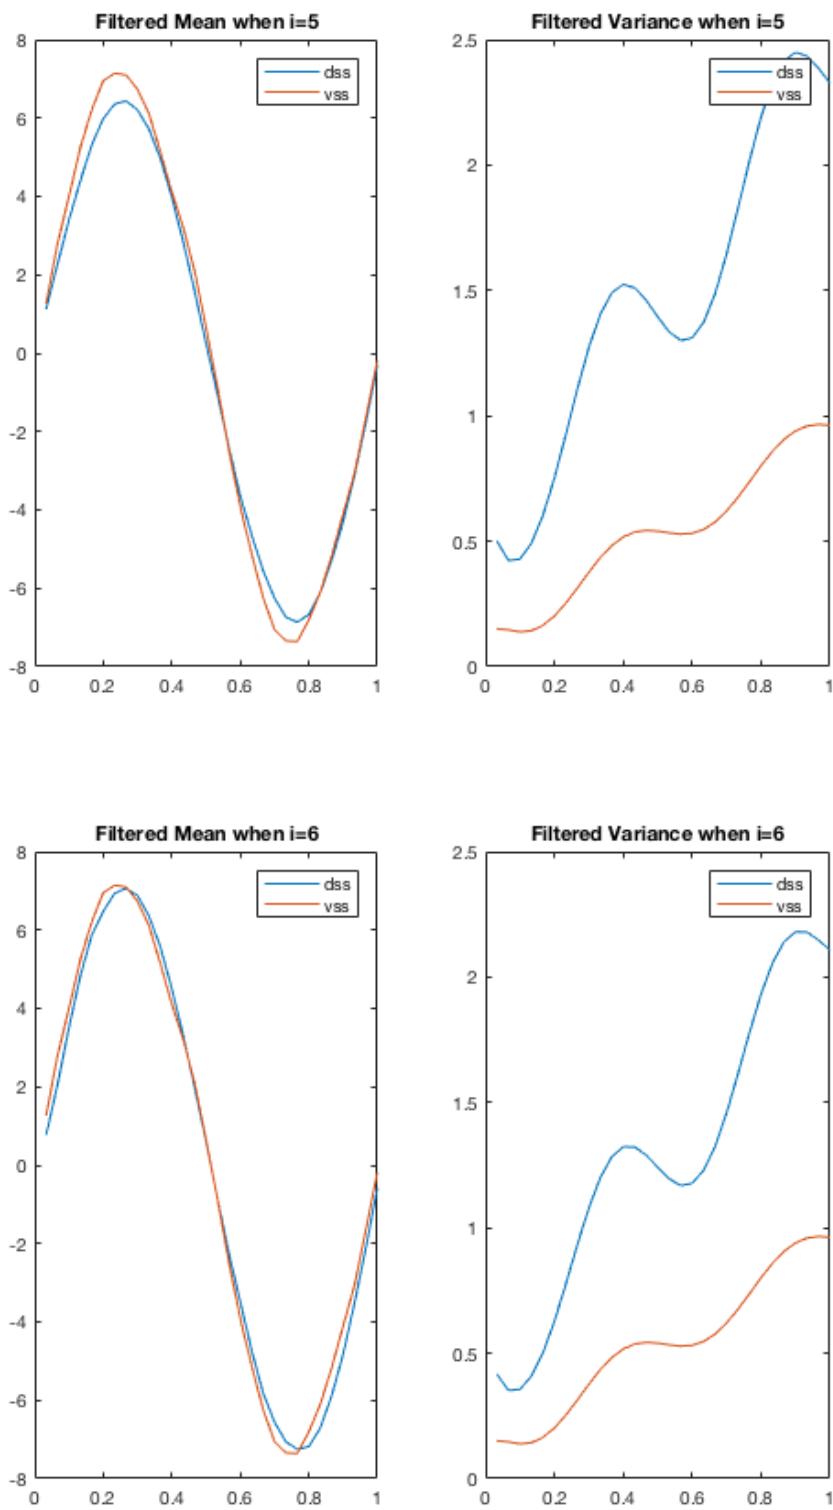 Filtered Mean when i=5
8
6
4
2
0
-2
-4
-6
-8
0 0.2 0.4 0.6 0.8 1
dss
vss
Filtered Variance when i=5
2.5
2
1.5
1
0.5
0
0 0.2 0.4 0.6 0.8 1
dss
vss
Filtered Mean when i=6
8
6
4
2
0
-2
-4
-6
-8
0 0.2 0.4 0.6 0.8 1
dss
vss
Filtered Variance when i=6
2.5
2
1.5
1
0.5
0
0 0.2 0.4 0.6 0.8 1
dss
vss